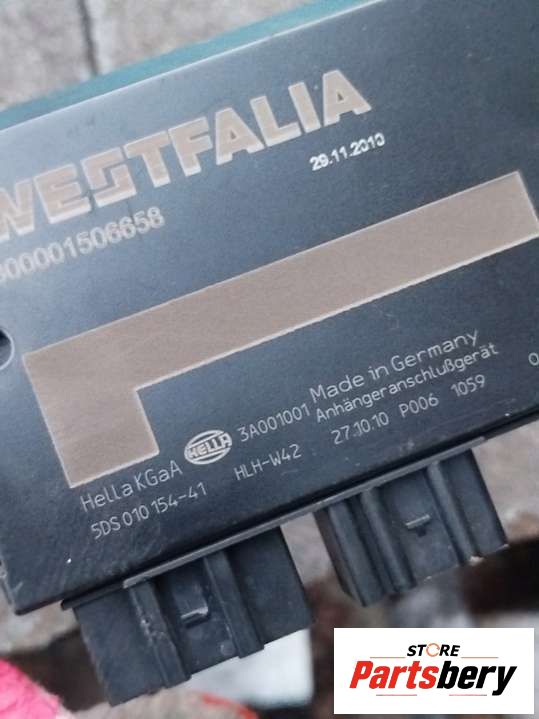 WESTFALIA
29.11.2010
900001506658
Hella KGaA HELLA 3A001001 Made in Germany
Anhängeranschlußgerät
5DS 010 154-41 HLH-W42 27.10.10 P006 1059
STORE
Partsbery